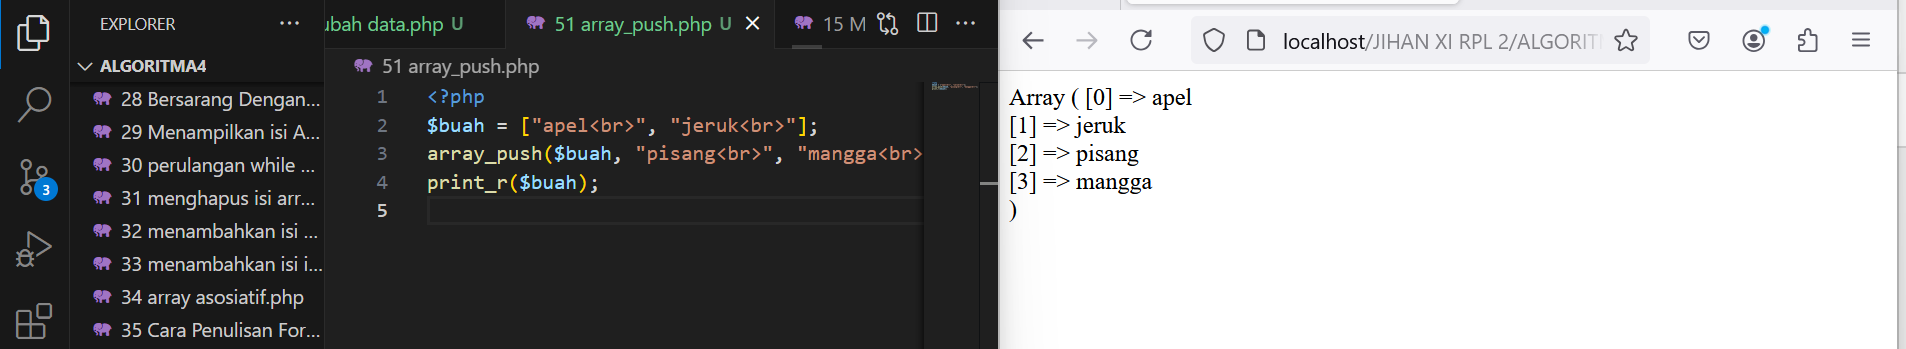 EXPLORER
ubah data.php U
51 array_push.php U
15 M
ALGORITMA4
28 Bersarang Dengan...
29 Menampilkan isi A...
30 perulangan while ...
31 menghapus isi arr...
32 menambahkan isi ...
33 menambahkan isi i...
34 array asosiatif.php
35 Cara Penulisan For...
3
51 array_push.php
1 <?php
2 $buah = ["apel<br>", "jeruk<br>"];
3 array_push($buah, "pisang<br>", "mangga<br>
4 print_r($buah);
5
localhost/JIHAN XI RPL 2/ALGORIT
Array ( [0] => apel
[1] => jeruk
[2] => pisang
[3] => mangga
)